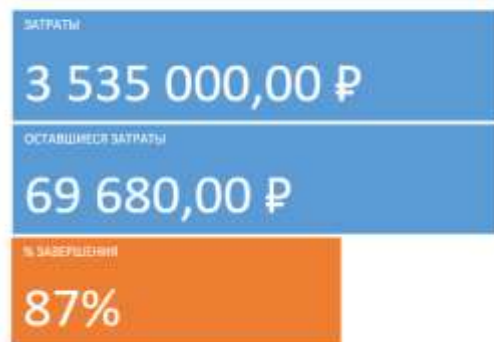 ЗАТРАТЫ
3 535 000,00 ₽
ОСТАВШИЕСЯ ЗАТРАТЫ
69 680,00 ₽
% ЗАВЕРШЕНИЯ
87%